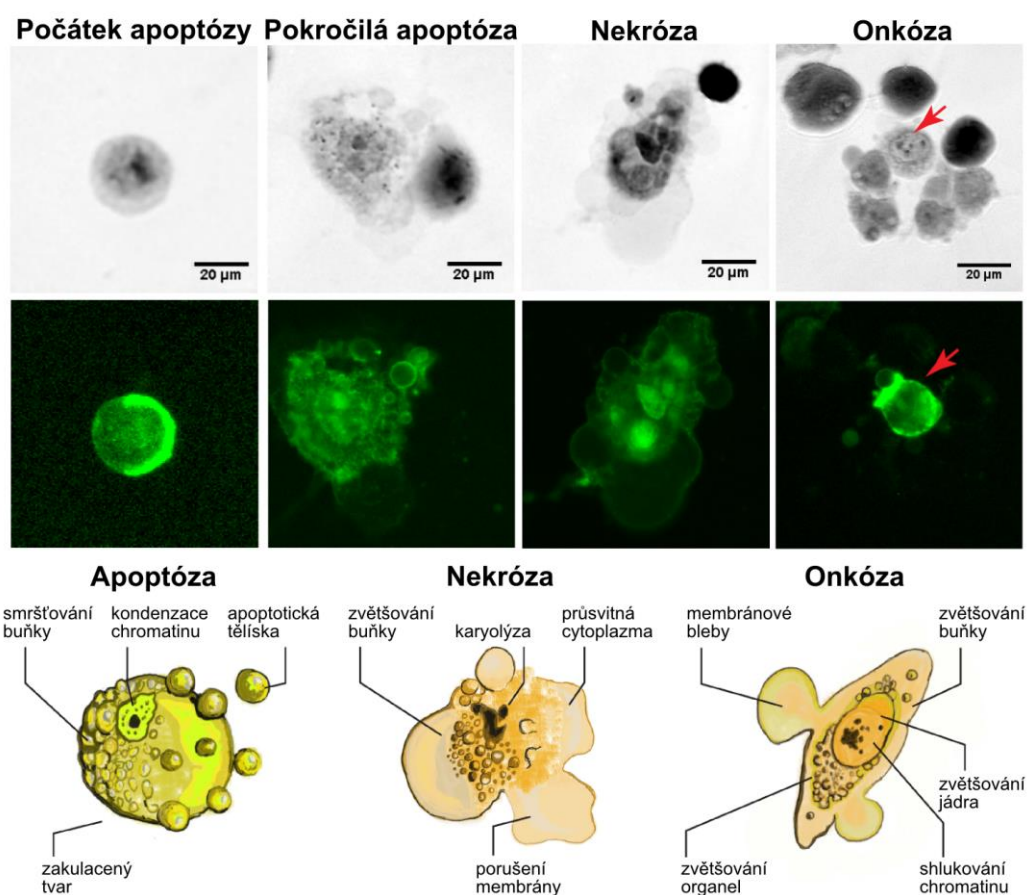 Počátek apoptózy
Pokročilá apoptóza
Nekróza
Onkóza
20 µm
20 µm
20 µm
20 µm
Apoptóza
smršťování
buňky
kondenzace
chromatinu
apoptotická
tělíska
zakulacený
tvar
Nekróza
zvětšování
buňky
karyolýza
průsvitná
cytoplazma
porušení
membrány
Onkóza
membránové
bleby
zvětšování
buňky
zvětšování
jádra
zvětšování
organel
shlukování
chromatinu